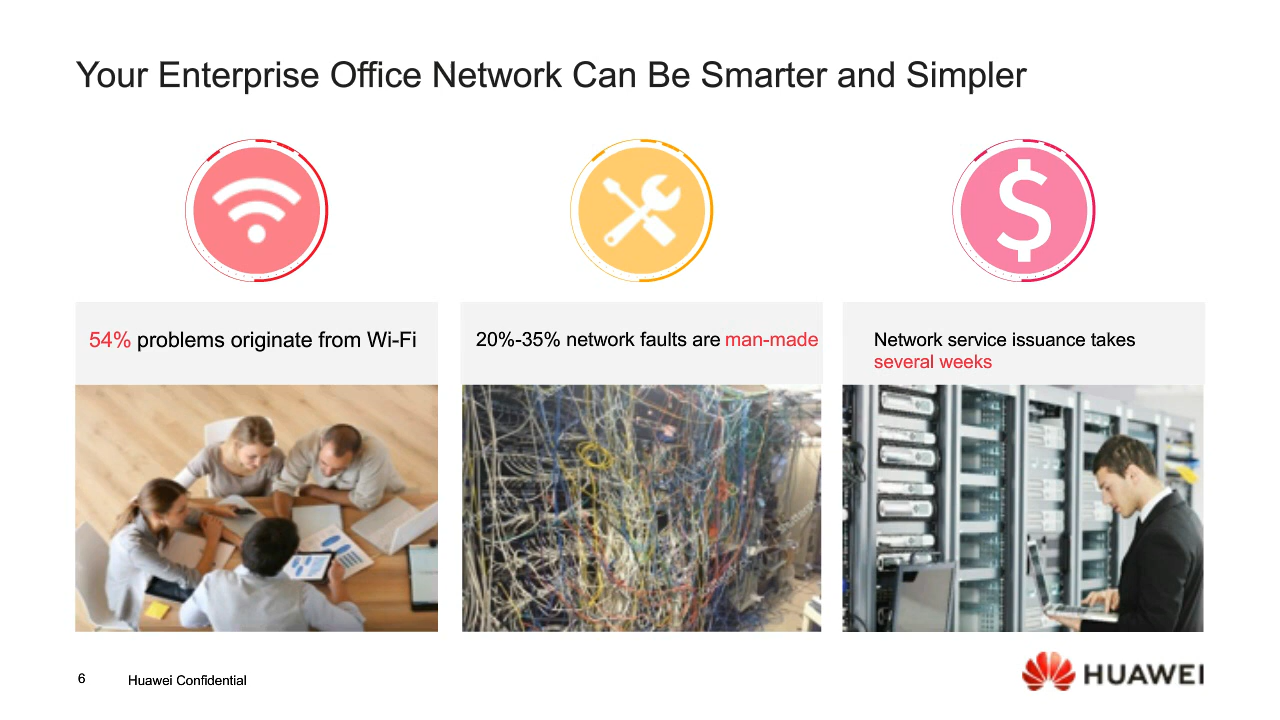 Your Enterprise Office Network Can Be Smarter and Simpler
$
54% problems originate from Wi-Fi
20%-35% network faults are man-made
Network service issuance takes
several weeks
6
Huawei Confidential
HUAWEI